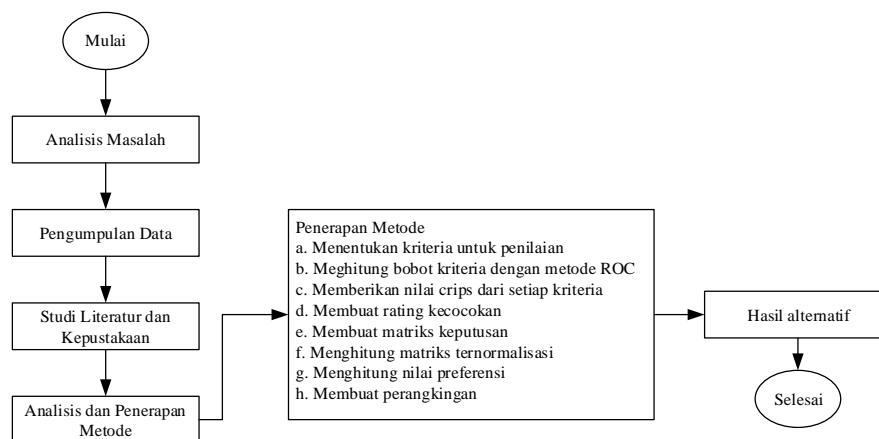 Mulai
Analisis Masalah
Pengumpulan Data
Studi Literatur dan
Kepustakaan
Analisis dan Penerapan
Metode
Penerapan Metode
a. Menentukan kriteria untuk penilaian
b. Meghitung bobot kriteria dengan metode ROC
c. Memberikan nilai crips dari setiap kriteria
d. Membuat rating kecocokan
e. Membuat matriks keputusan
f. Menghitung matriks ternormalisasi
g. Menghitung nilai preferensi
h. Membuat perangkingan
Hasil alternatif
Selesai